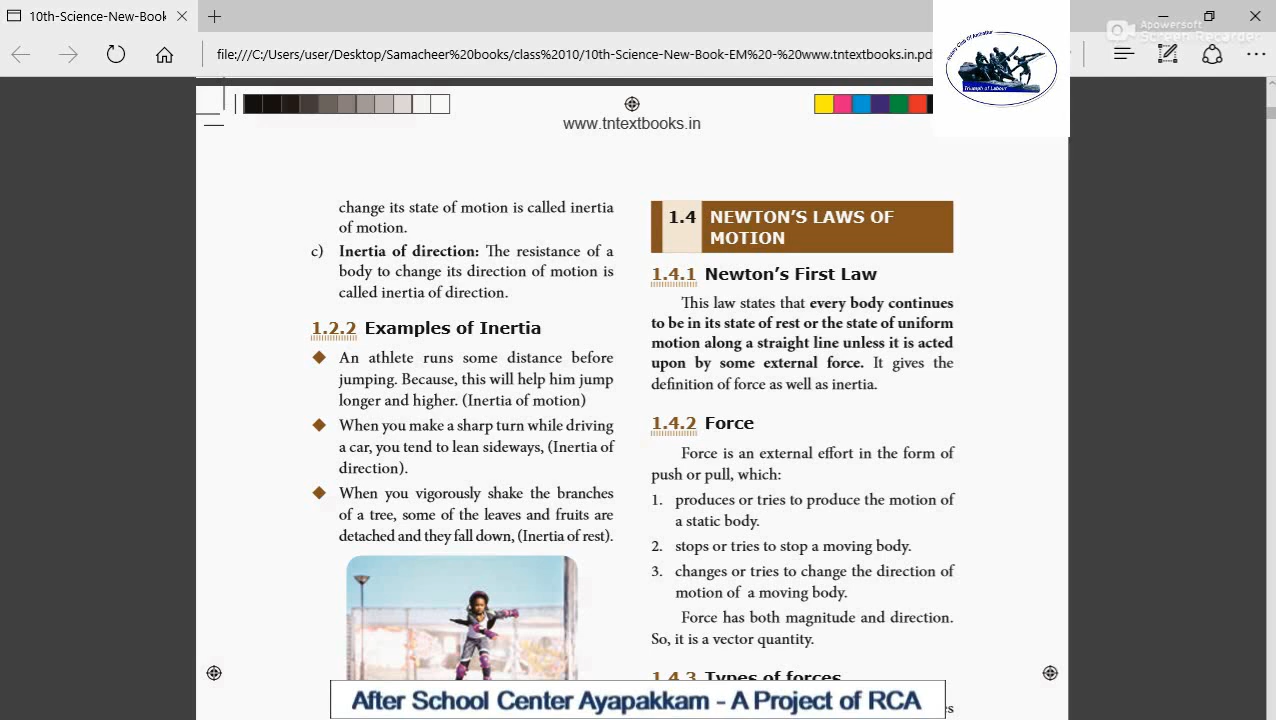 10th-Science-New-Book-
Apowersoft
Screen Recorder
file:///C:/Users/user/Desktop/Sameer/e%20books/class%2010/10th-Science-New-Book-EM%20-%20www.tntextbooks.in.pd
Triumph of Labour
www.tntextbooks.in
change its state of motion is called inertia
of motion.
c) Inertia of direction: The resistance of a
body to change its direction of motion is
called inertia of direction.
1.2.2 Examples of Inertia
An athlete runs some distance before
jumping. Because, this will help him jump
longer and higher. (Inertia of motion)
When you make a sharp turn while driving
a car, you tend to lean sideways, (Inertia of
direction).
When you vigorously shake the branches
of a tree, some of the leaves and fruits are
detached and they fall down, (Inertia of rest).
1.4 NEWTON'S LAWS OF
MOTION
1.4.1 Newton's First Law
This law states that every body continues
to be in its state of rest or the state of uniform
motion along a straight line unless it is acted
upon by some external force. It gives the
definition of force as well as inertia.
1.4.2 Force
Force is an external effort in the form of
push or pull, which:
1. produces or tries to produce the motion of
a static body.
2. stops or tries to stop a moving body.
3. changes or tries to change the direction of
motion of a moving body.
Force has both magnitude and direction.
So, it is a vector quantity.
1.4.3 Types of forces
After School Center Ayapakkam - A Project of RCA